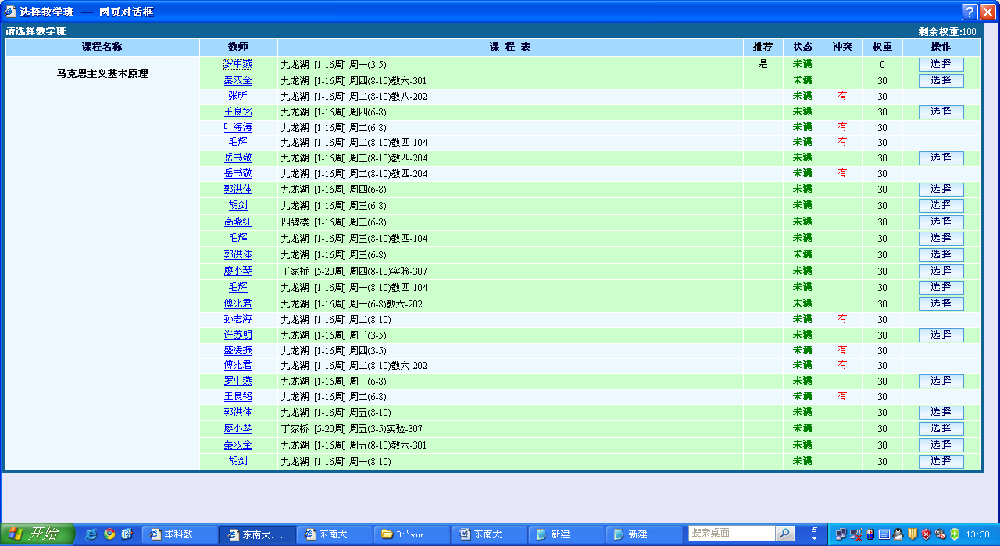 选择教学班 -- 网页对话框
请选择教学班 剩余权重:100
课程名称 教师 课 程 表 推荐 状态 冲突 权重 操作
马克思主义基本原理
罗中燕 九龙湖 [1-16周] 周一(3-5) 是 未满 0 选择
秦双全 九龙湖 [1-16周] 周四(8-10)教六-301 未满 30 选择
张昕 九龙湖 [1-16周] 周二(8-10)教八-202 未满 有 30
王良铭 九龙湖 [1-16周] 周四(6-8) 未满 30 选择
叶海涛 九龙湖 [1-16周] 周二(6-8) 未满 有 30
毛辉 九龙湖 [1-16周] 周二(8-10)教四-104 未满 有 30
岳书敬 九龙湖 [1-16周] 周三(8-10)教四-204 未满 30 选择
岳书敬 九龙湖 [1-16周] 周二(8-10)教四-204 未满 有 30
郭洪体 九龙湖 [1-16周] 周四(6-8) 未满 30 选择
胡剑 九龙湖 [1-16周] 周三(6-8) 未满 30 选择
高晓红 四牌楼 [1-16周] 周三(6-8) 未满 30 选择
毛辉 九龙湖 [1-16周] 周三(8-10)教四-104 未满 30 选择
郭洪体 九龙湖 [1-16周] 周三(6-8) 未满 30 选择
廖小琴 丁家桥 [5-20周] 周四(8-10)实验-307 未满 30 选择
毛辉 九龙湖 [1-16周] 周一(8-10)教四-104 未满 30 选择
傅兆君 九龙湖 [1-16周] 周一(6-8)教六-202 未满 30 选择
孙志海 九龙湖 [1-16周] 周二(8-10) 未满 有 30
许苏明 九龙湖 [1-16周] 周三(3-5) 未满 30 选择
盛凌振 九龙湖 [1-16周] 周四(3-5) 未满 有 30
傅兆君 九龙湖 [1-16周] 周二(8-10)教六-202 未满 有 30
罗中燕 九龙湖 [1-16周] 周一(6-8) 未满 30 选择
王良铭 九龙湖 [1-16周] 周二(6-8) 未满 有 30
郭洪体 九龙湖 [1-16周] 周五(8-10) 未满 30 选择
廖小琴 丁家桥 [5-20周] 周五(3-5)实验-307 未满 30 选择
秦双全 九龙湖 [1-16周] 周五(8-10)教六-301 未满 30 选择
胡剑 九龙湖 [1-16周] 周一(8-10) 未满 30 选择
开始 本科教... 东南大... 东南大... D:\wor... 东南大... 新建 ... 新建 ... 搜索桌面 13:38